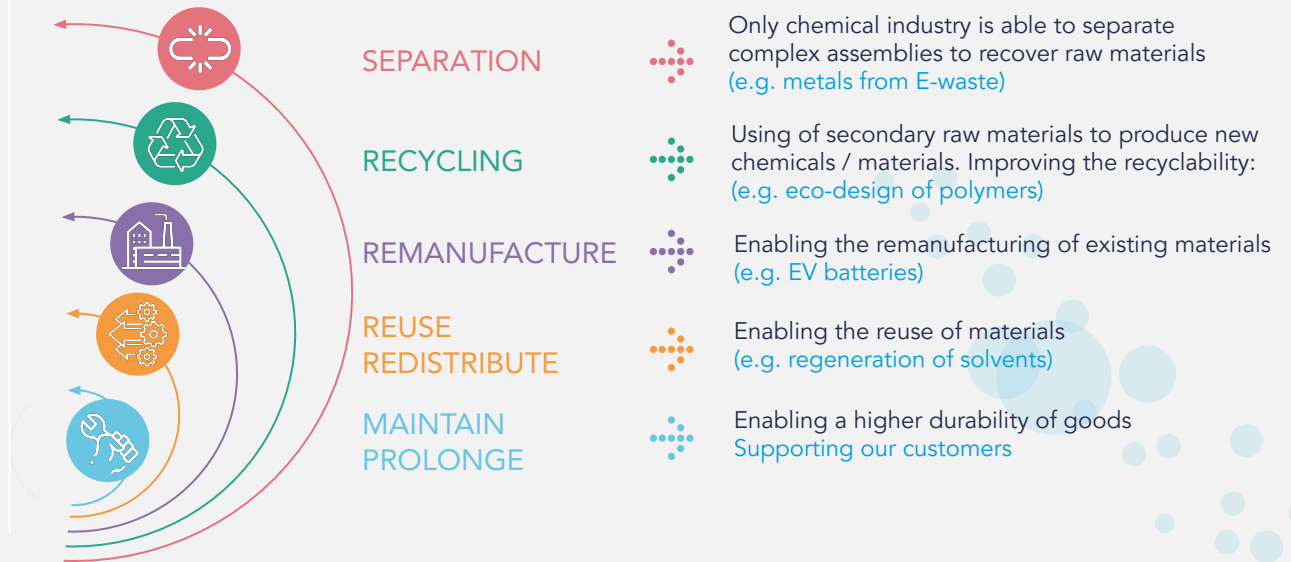 SEPARATION
Only chemical industry is able to separate
complex assemblies to recover raw materials
(e.g. metals from E-waste)
RECYCLING
Using of secondary raw materials to produce new
chemicals / materials. Improving the recyclability:
(e.g. eco-design of polymers)
REMANUFACTURE
Enabling the remanufacturing of existing materials
(e.g. EV batteries)
REUSE
REDISTRIBUTE
Enabling the reuse of materials
(e.g. regeneration of solvents)
MAINTAIN
PROLONGE
Enabling a higher durability of goods
Supporting our customers